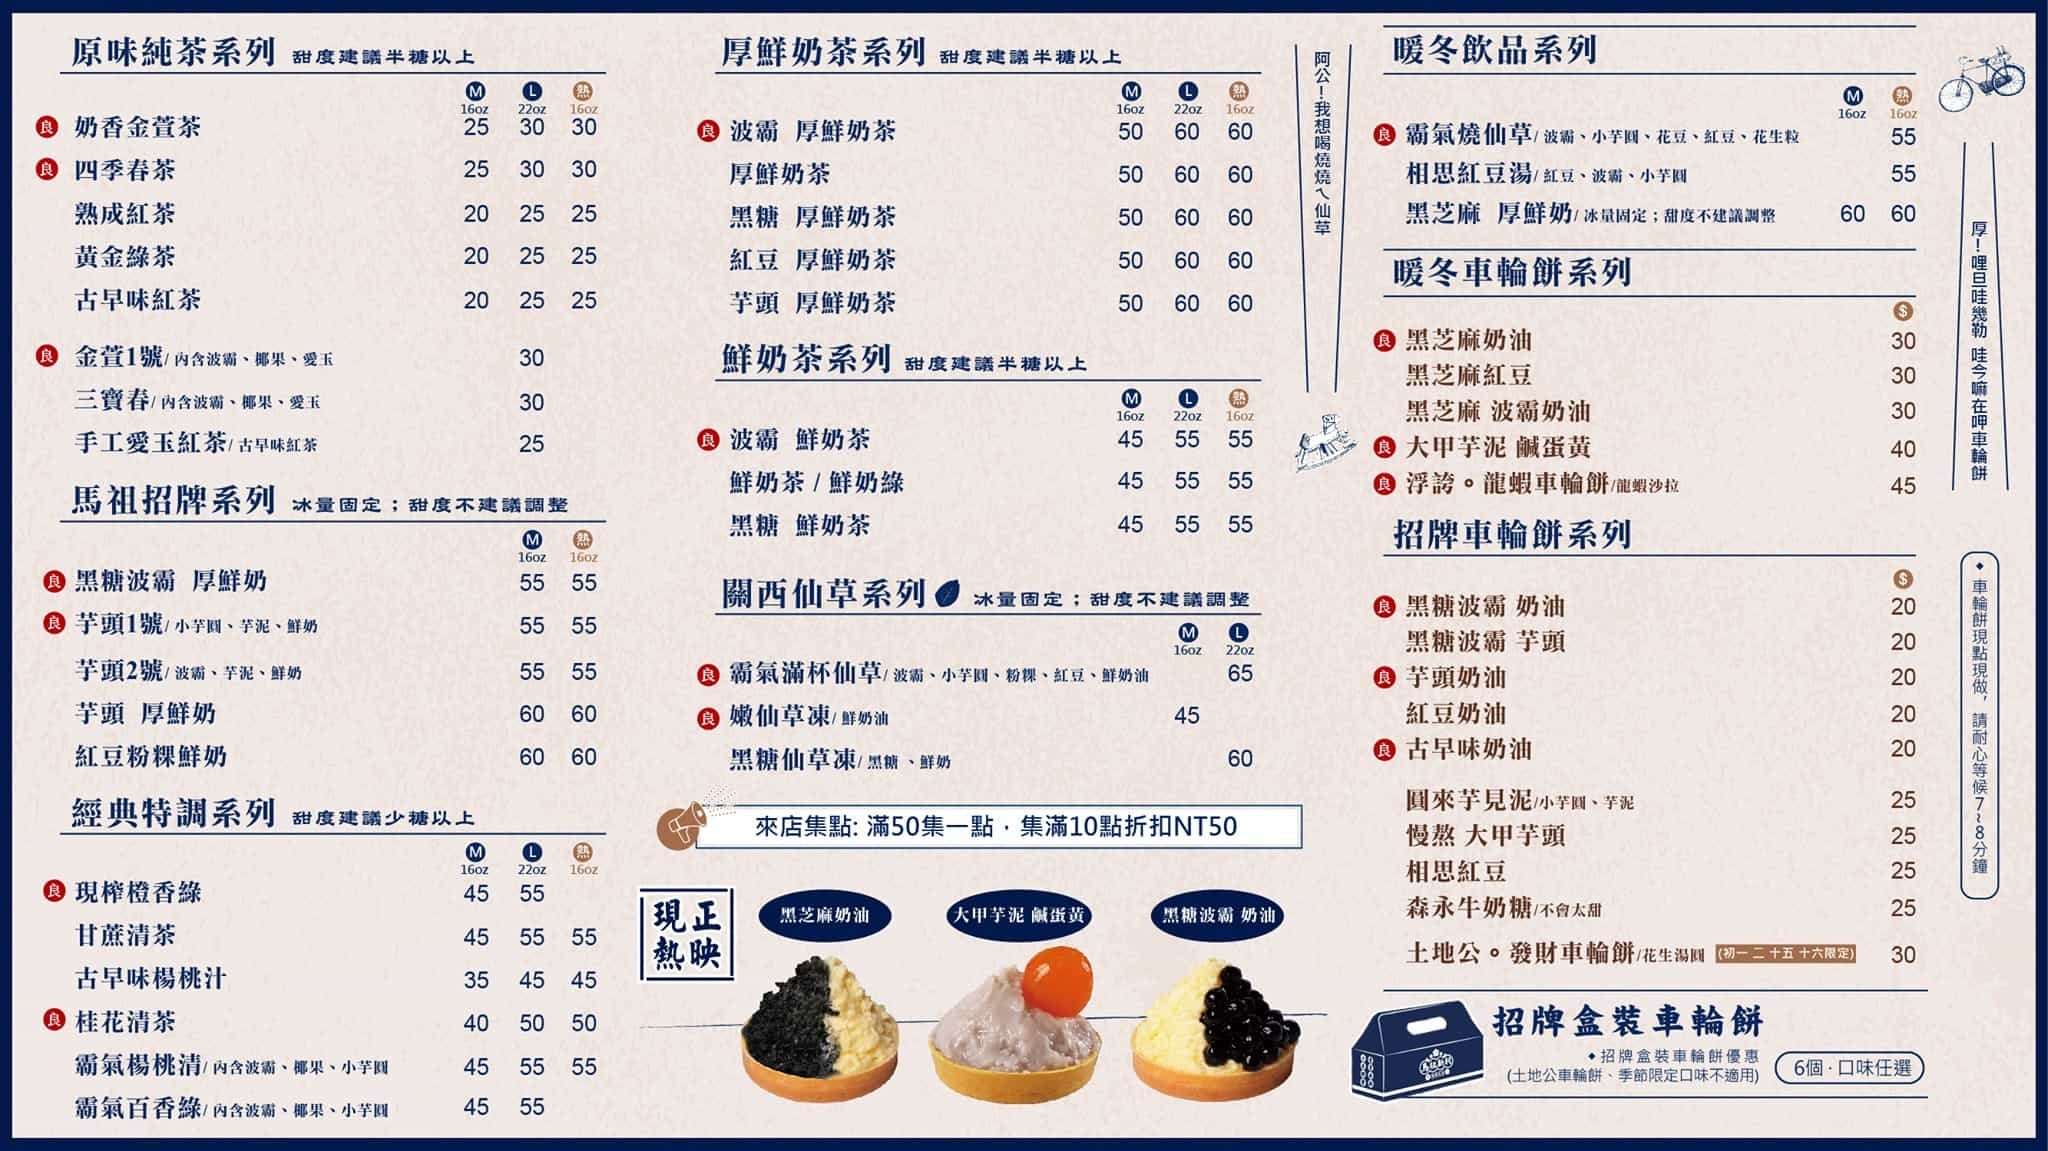 原味純茶系列 甜度建議半糖以上
M L 熱
16oz 22oz 16oz
良 奶香金萱茶 25 30 30
良 四季春茶 25 30 30
熟成紅茶 20 25 25
黃金綠茶 20 25 25
古早味紅茶 20 25 25
良 金萱1號/內含波霸、椰果、愛玉 30
三寶春/內含波霸、椰果、愛玉 30
手工愛玉紅茶/古早味紅茶 25
馬祖招牌系列 冰量固定；甜度不建議調整
M 熱
16oz 16oz
良 黑糖波霸 厚鮮奶 55 55
良 芋頭1號/小芋圓、芋泥、鮮奶 55 55
芋頭2號/波霸、芋泥、鮮奶 55 55
芋頭 厚鮮奶 60 60
紅豆粉粿鮮奶 60 60
經典特調系列 甜度建議少糖以上
M L 熱
16oz 22oz 16oz
良 現榨橙香綠 45 55
甘蔗清茶 45 55 55
古早味楊桃汁 35 45 45
良 桂花清茶 40 50 50
霸氣楊桃清/內含波霸、椰果、小芋圓 45 55 55
霸氣百香綠/內含波霸、椰果、小芋圓 45 55
厚鮮奶茶系列 甜度建議半糖以上
M L 熱
16oz 22oz 16oz
良 波霸 厚鮮奶茶 50 60 60
厚鮮奶茶 50 60 60
黑糖 厚鮮奶茶 50 60 60
紅豆 厚鮮奶茶 50 60 60
芋頭 厚鮮奶茶 50 60 60
鮮奶茶系列 甜度建議半糖以上
M L 熱
16oz 22oz 16oz
良 波霸 鮮奶茶 45 55 55
鮮奶茶 / 鮮奶綠 45 55 55
黑糖 鮮奶茶 45 55 55
關西仙草系列 冰量固定；甜度不建議調整
M L
16oz 22oz
良 霸氣滿杯仙草/波霸、小芋圓、粉粿、紅豆、鮮奶油 65
良 嫩仙草凍/鮮奶油 45
黑糖仙草凍/黑糖、鮮奶 60
來店集點: 滿50集一點．集滿10點折扣NT50
現正
熱映
黑芝麻奶油
大甲芋泥 鹹蛋黃
黑糖波霸 奶油
阿公！我想喝燒燒ㄟ仙草
暖冬飲品系列
M 熱
16oz 16oz
良 霸氣燒仙草/波霸、小芋圓、花豆、紅豆、花生粒 55
相思紅豆湯/紅豆、波霸、小芋圓 55
黑芝麻 厚鮮奶/冰量固定；甜度不建議調整 60 60
暖冬車輪餅系列
$
良 黑芝麻奶油 30
黑芝麻紅豆 30
黑芝麻 波霸奶油 30
良 大甲芋泥 鹹蛋黃 40
良 浮誇。龍蝦車輪餅/龍蝦沙拉 45
招牌車輪餅系列
$
良 黑糖波霸 奶油 20
黑糖波霸 芋頭 20
良 芋頭奶油 20
紅豆奶油 20
良 古早味奶油 20
圓來芋見泥/小芋圓、芋泥 25
慢熬 大甲芋頭 25
相思紅豆 25
森永牛奶糖/不會太甜 25
土地公。發財車輪餅/花生湯圓 (初一 二 十五 十六限定) 30
招牌盒裝車輪餅
◆招牌盒裝車輪餅優惠
(土地公車輪餅、季節限定口味不適用)
6個．口味任選
厚！哩旦哇幾勒 哇今嘛在呷車輪餅
◆車輪餅現點現做，請耐心等候7~8分鐘